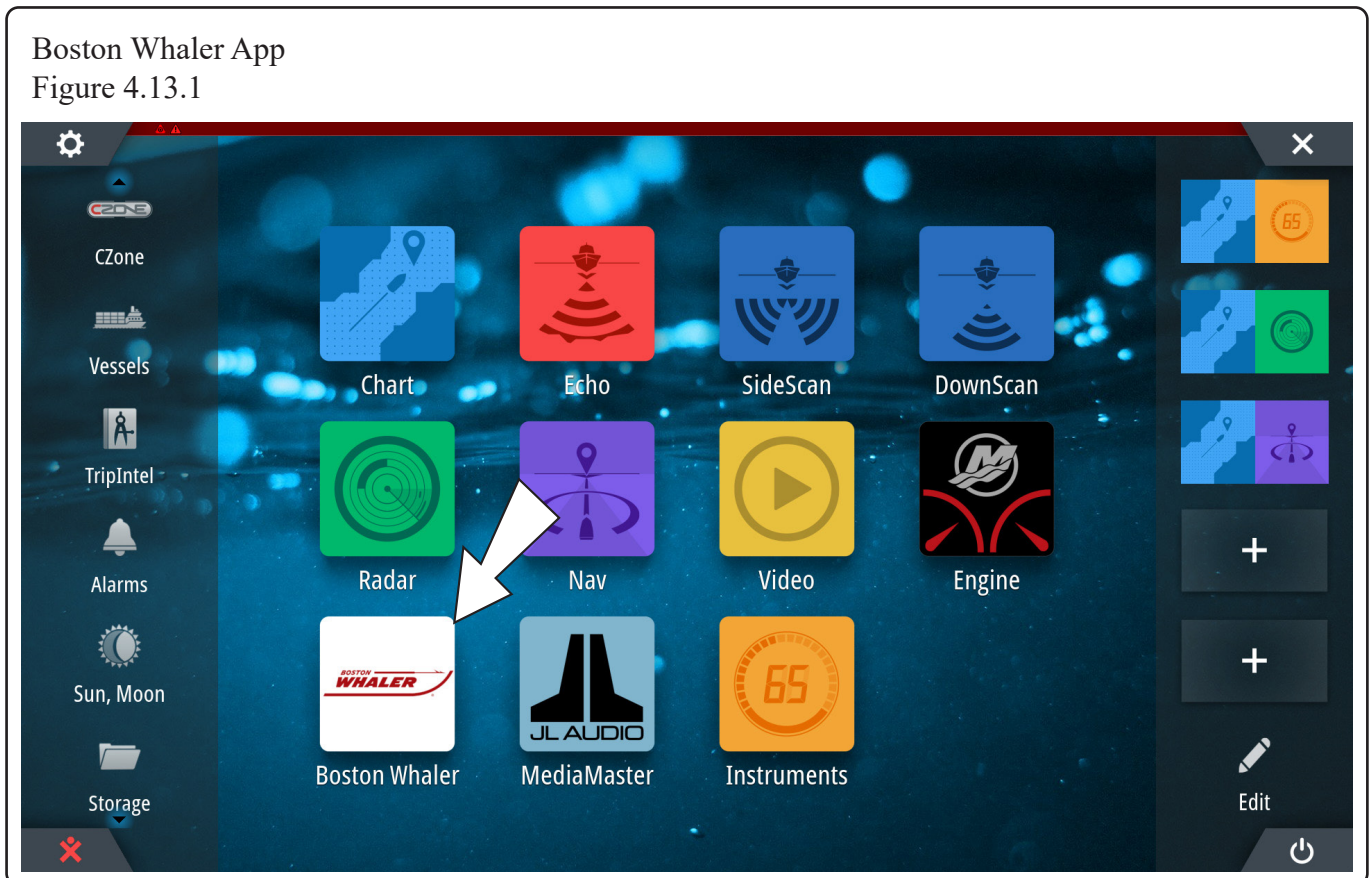 Boston Whaler App
Figure 4.13.1
CZONE
CZone
Vessels
TripIntel
Alarms
Sun, Moon
Storage
Chart
Echo
SideScan
DownScan
Radar
Nav
Video
Engine
BOSTON
WHALER
Boston Whaler
JL AUDIO
MediaMaster
65
Instruments
65
Edit